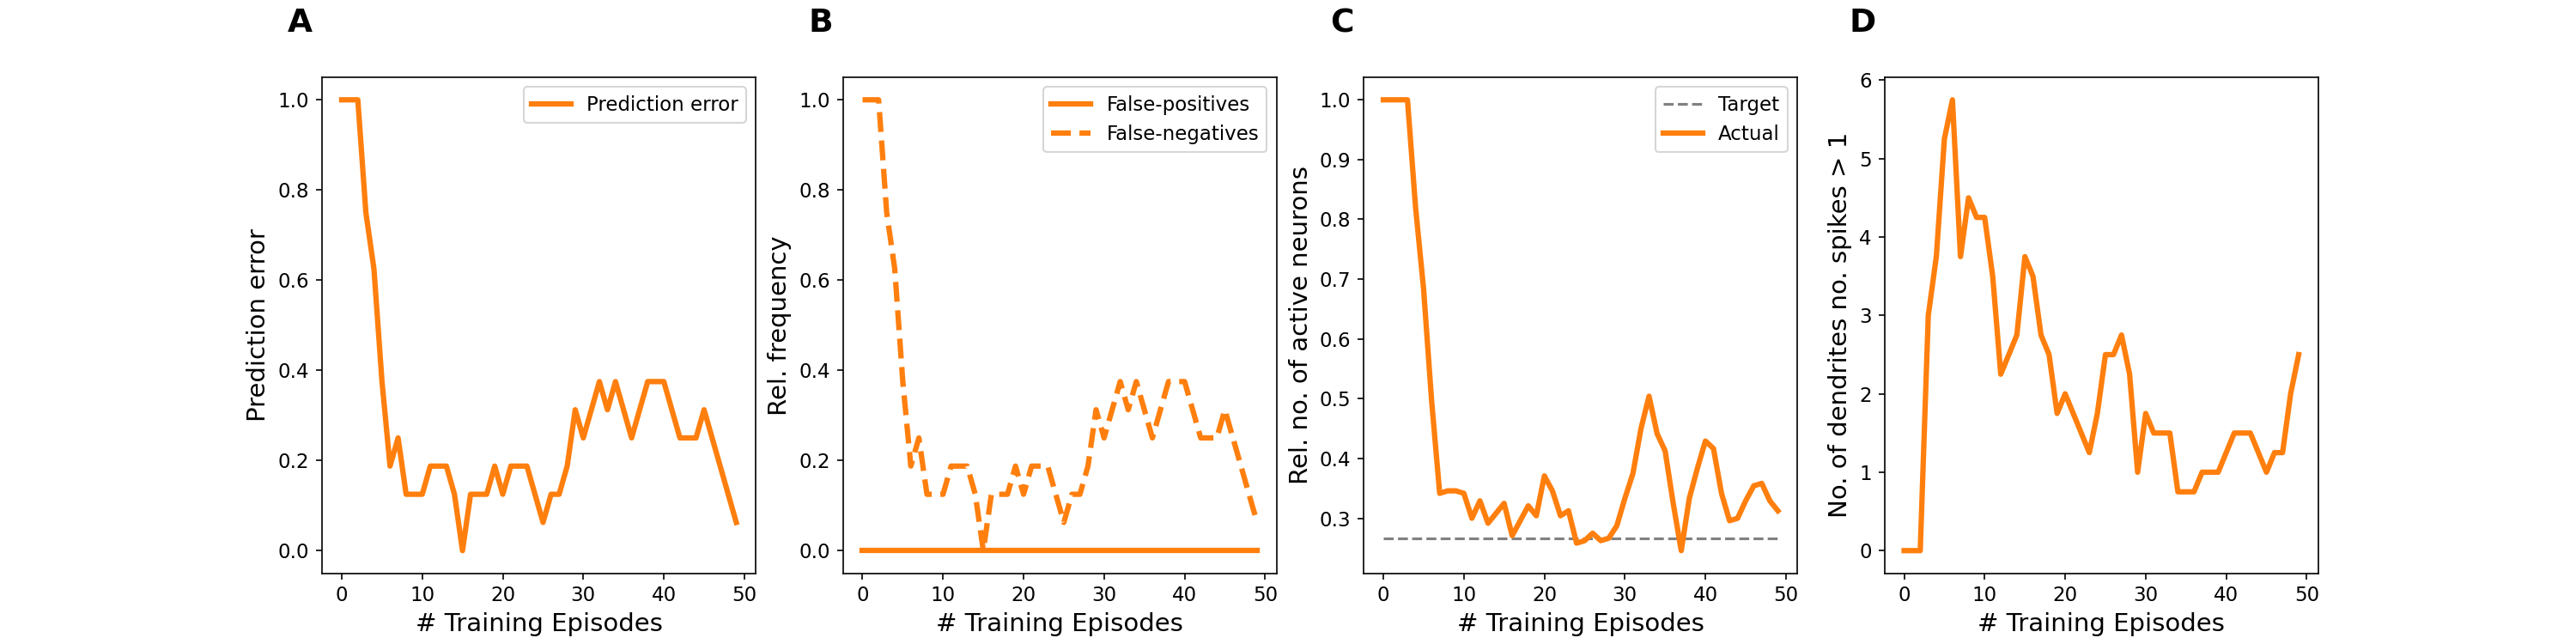 A
B
C
D
Prediction error
1.0
0.8
0.6
0.4
0.2
0.0
0 10 20 30 40 50
# Training Episodes
Prediction error
Rel. frequency
1.0
0.8
0.6
0.4
0.2
0.0
0 10 20 30 40 50
# Training Episodes
False-positives
False-negatives
Rel. no. of active neurons
1.0
0.9
0.8
0.7
0.6
0.5
0.4
0.3
0 10 20 30 40 50
# Training Episodes
Target
Actual
No. of dendrites no. spikes > 1
6
5
4
3
2
1
0
0 10 20 30 40 50
# Training Episodes